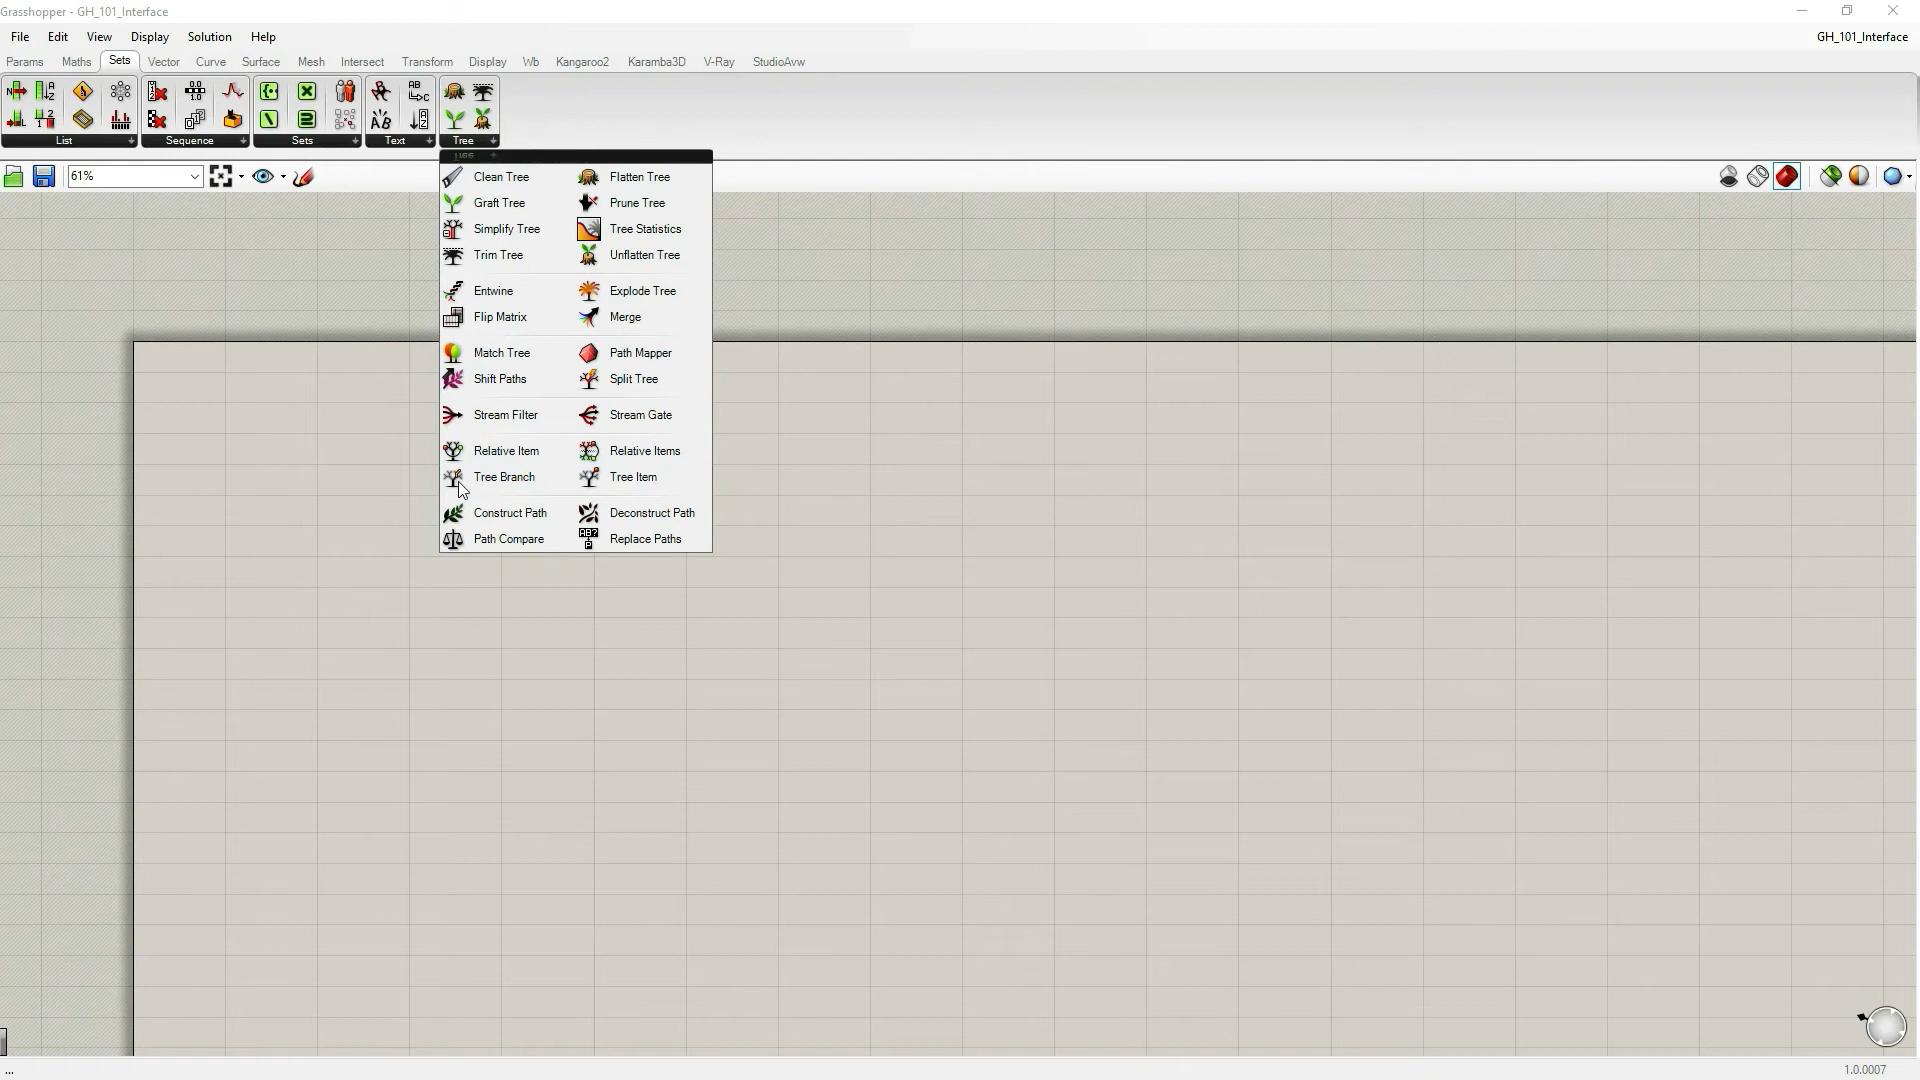 Grasshopper - GH_101_Interface
File Edit View Display Solution Help GH_101_Interface
Params Maths Sets Vector Curve Surface Mesh Intersect Transform Display Wb Kangaroo2 Karamba3D V-Ray StudioAvw
List Sequence Sets Text Tree
Tree
61%
Clean Tree Flatten Tree
Graft Tree Prune Tree
Simplify Tree Tree Statistics
Trim Tree Unflatten Tree
Entwine Explode Tree
Flip Matrix Merge
Match Tree Path Mapper
Shift Paths Split Tree
Stream Filter Stream Gate
Relative Item Relative Items
Tree Branch Tree Item
Construct Path Deconstruct Path
Path Compare Replace Paths
... 1.0.0007